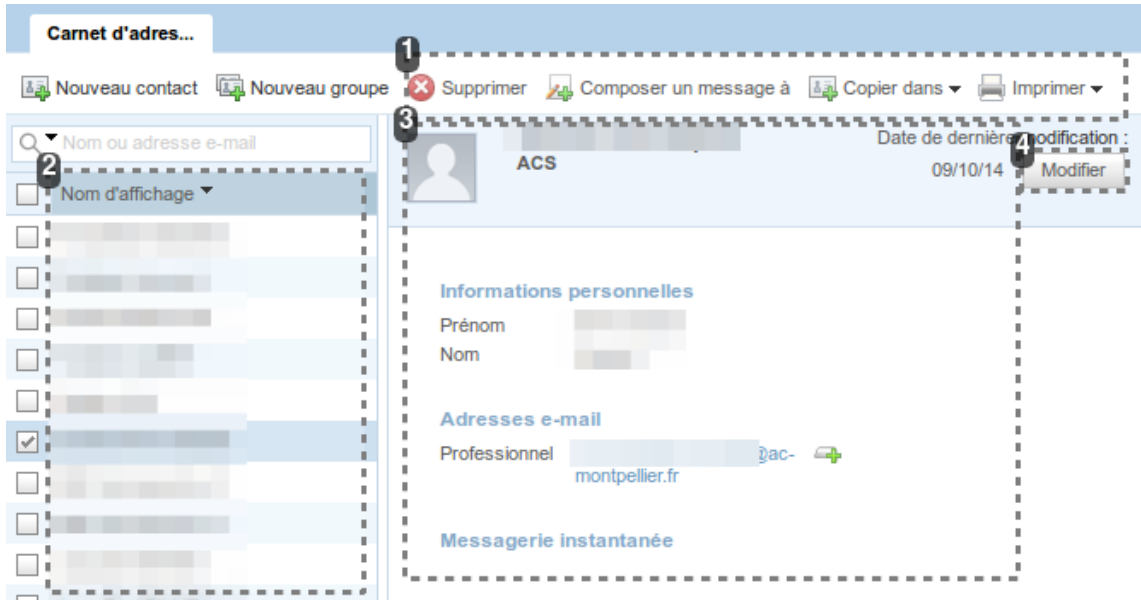 Carnet d'adres...
1
Nouveau contact Nouveau groupe Supprimer Composer un message à Copier dans Imprimer
3
Nom ou adresse e-mail
Date de dernière modification :
4
ACS
09/10/14 Modifier
2
Nom d'affichage
Informations personnelles
Prénom
Nom
Adresses e-mail
Professionnel @ac-
montpellier.fr
Messagerie instantanée